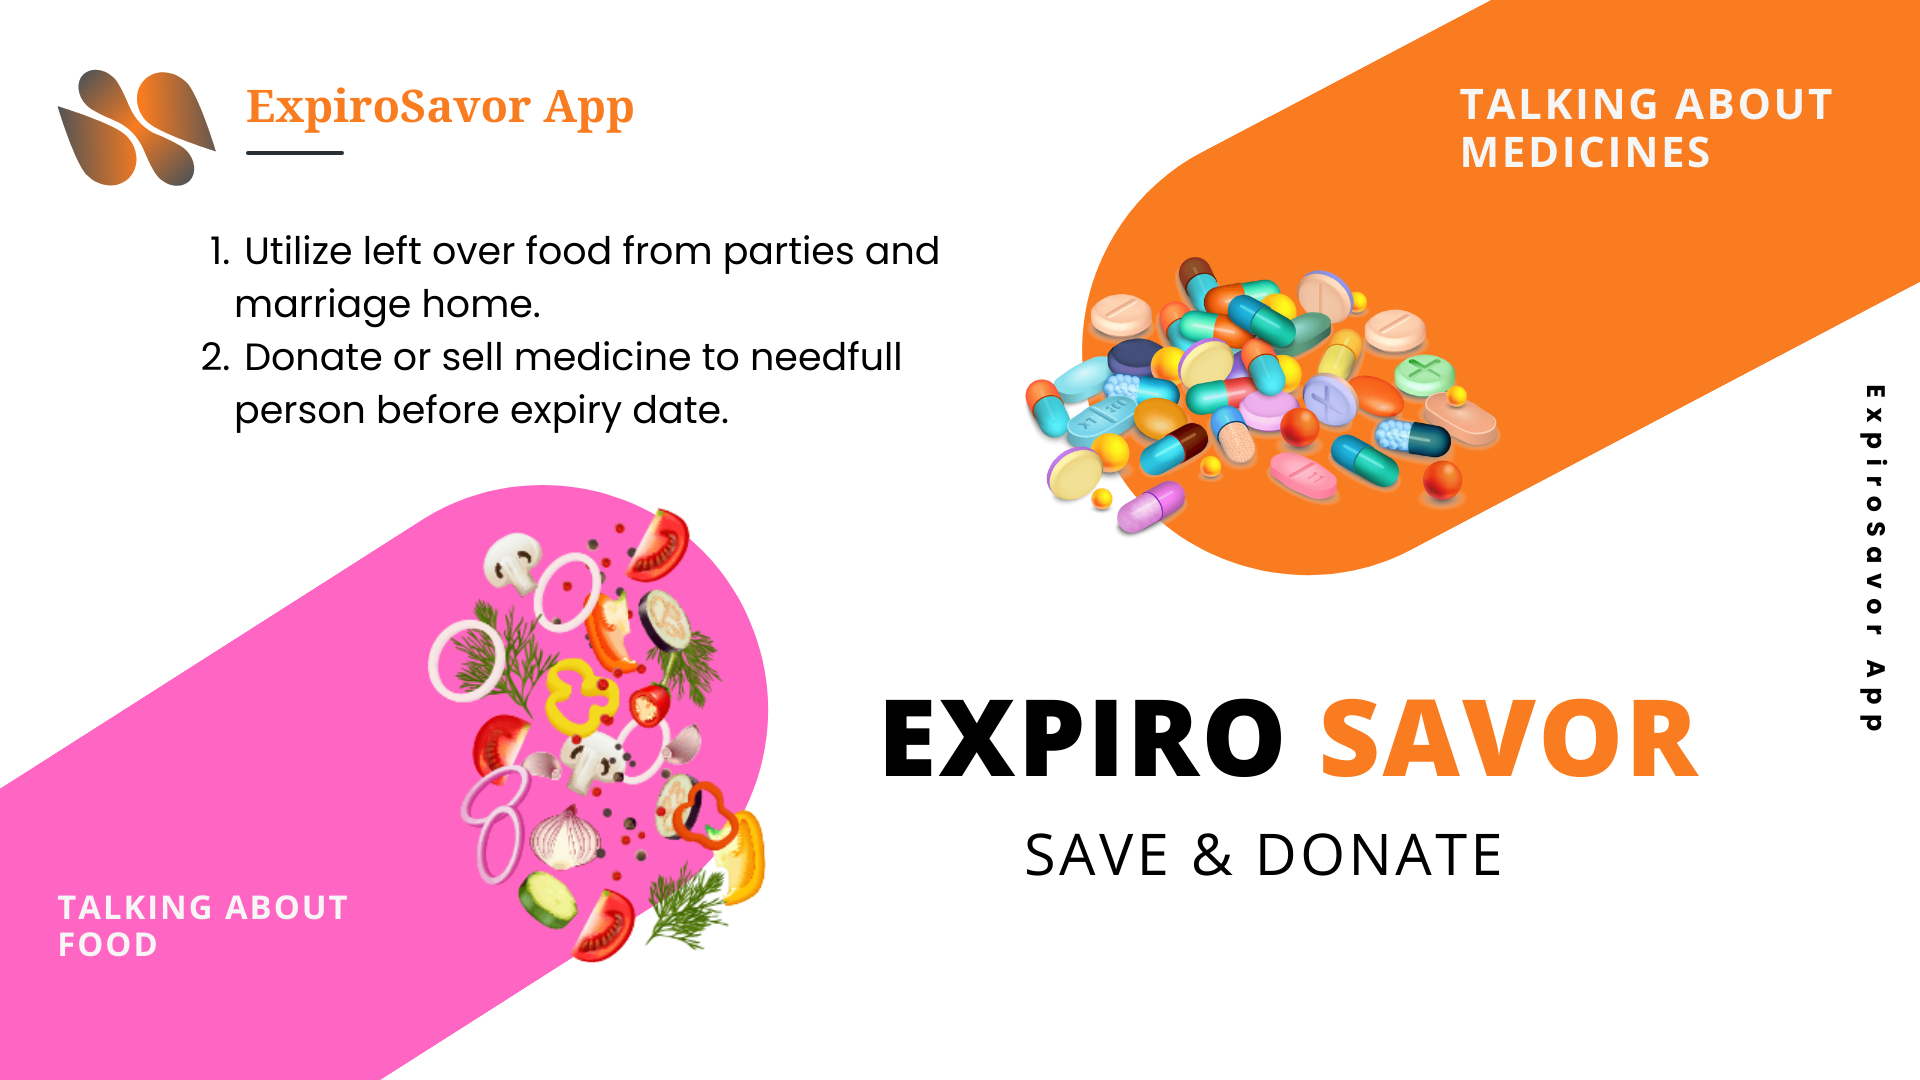 ExpiroSavor App
TALKING ABOUT
MEDICINES
1. Utilize left over food from parties and
marriage home.
2. Donate or sell medicine to needfull
person before expiry date.
ExpiroSavor App
EXPIRO SAVOR
SAVE & DONATE
TALKING ABOUT
FOOD